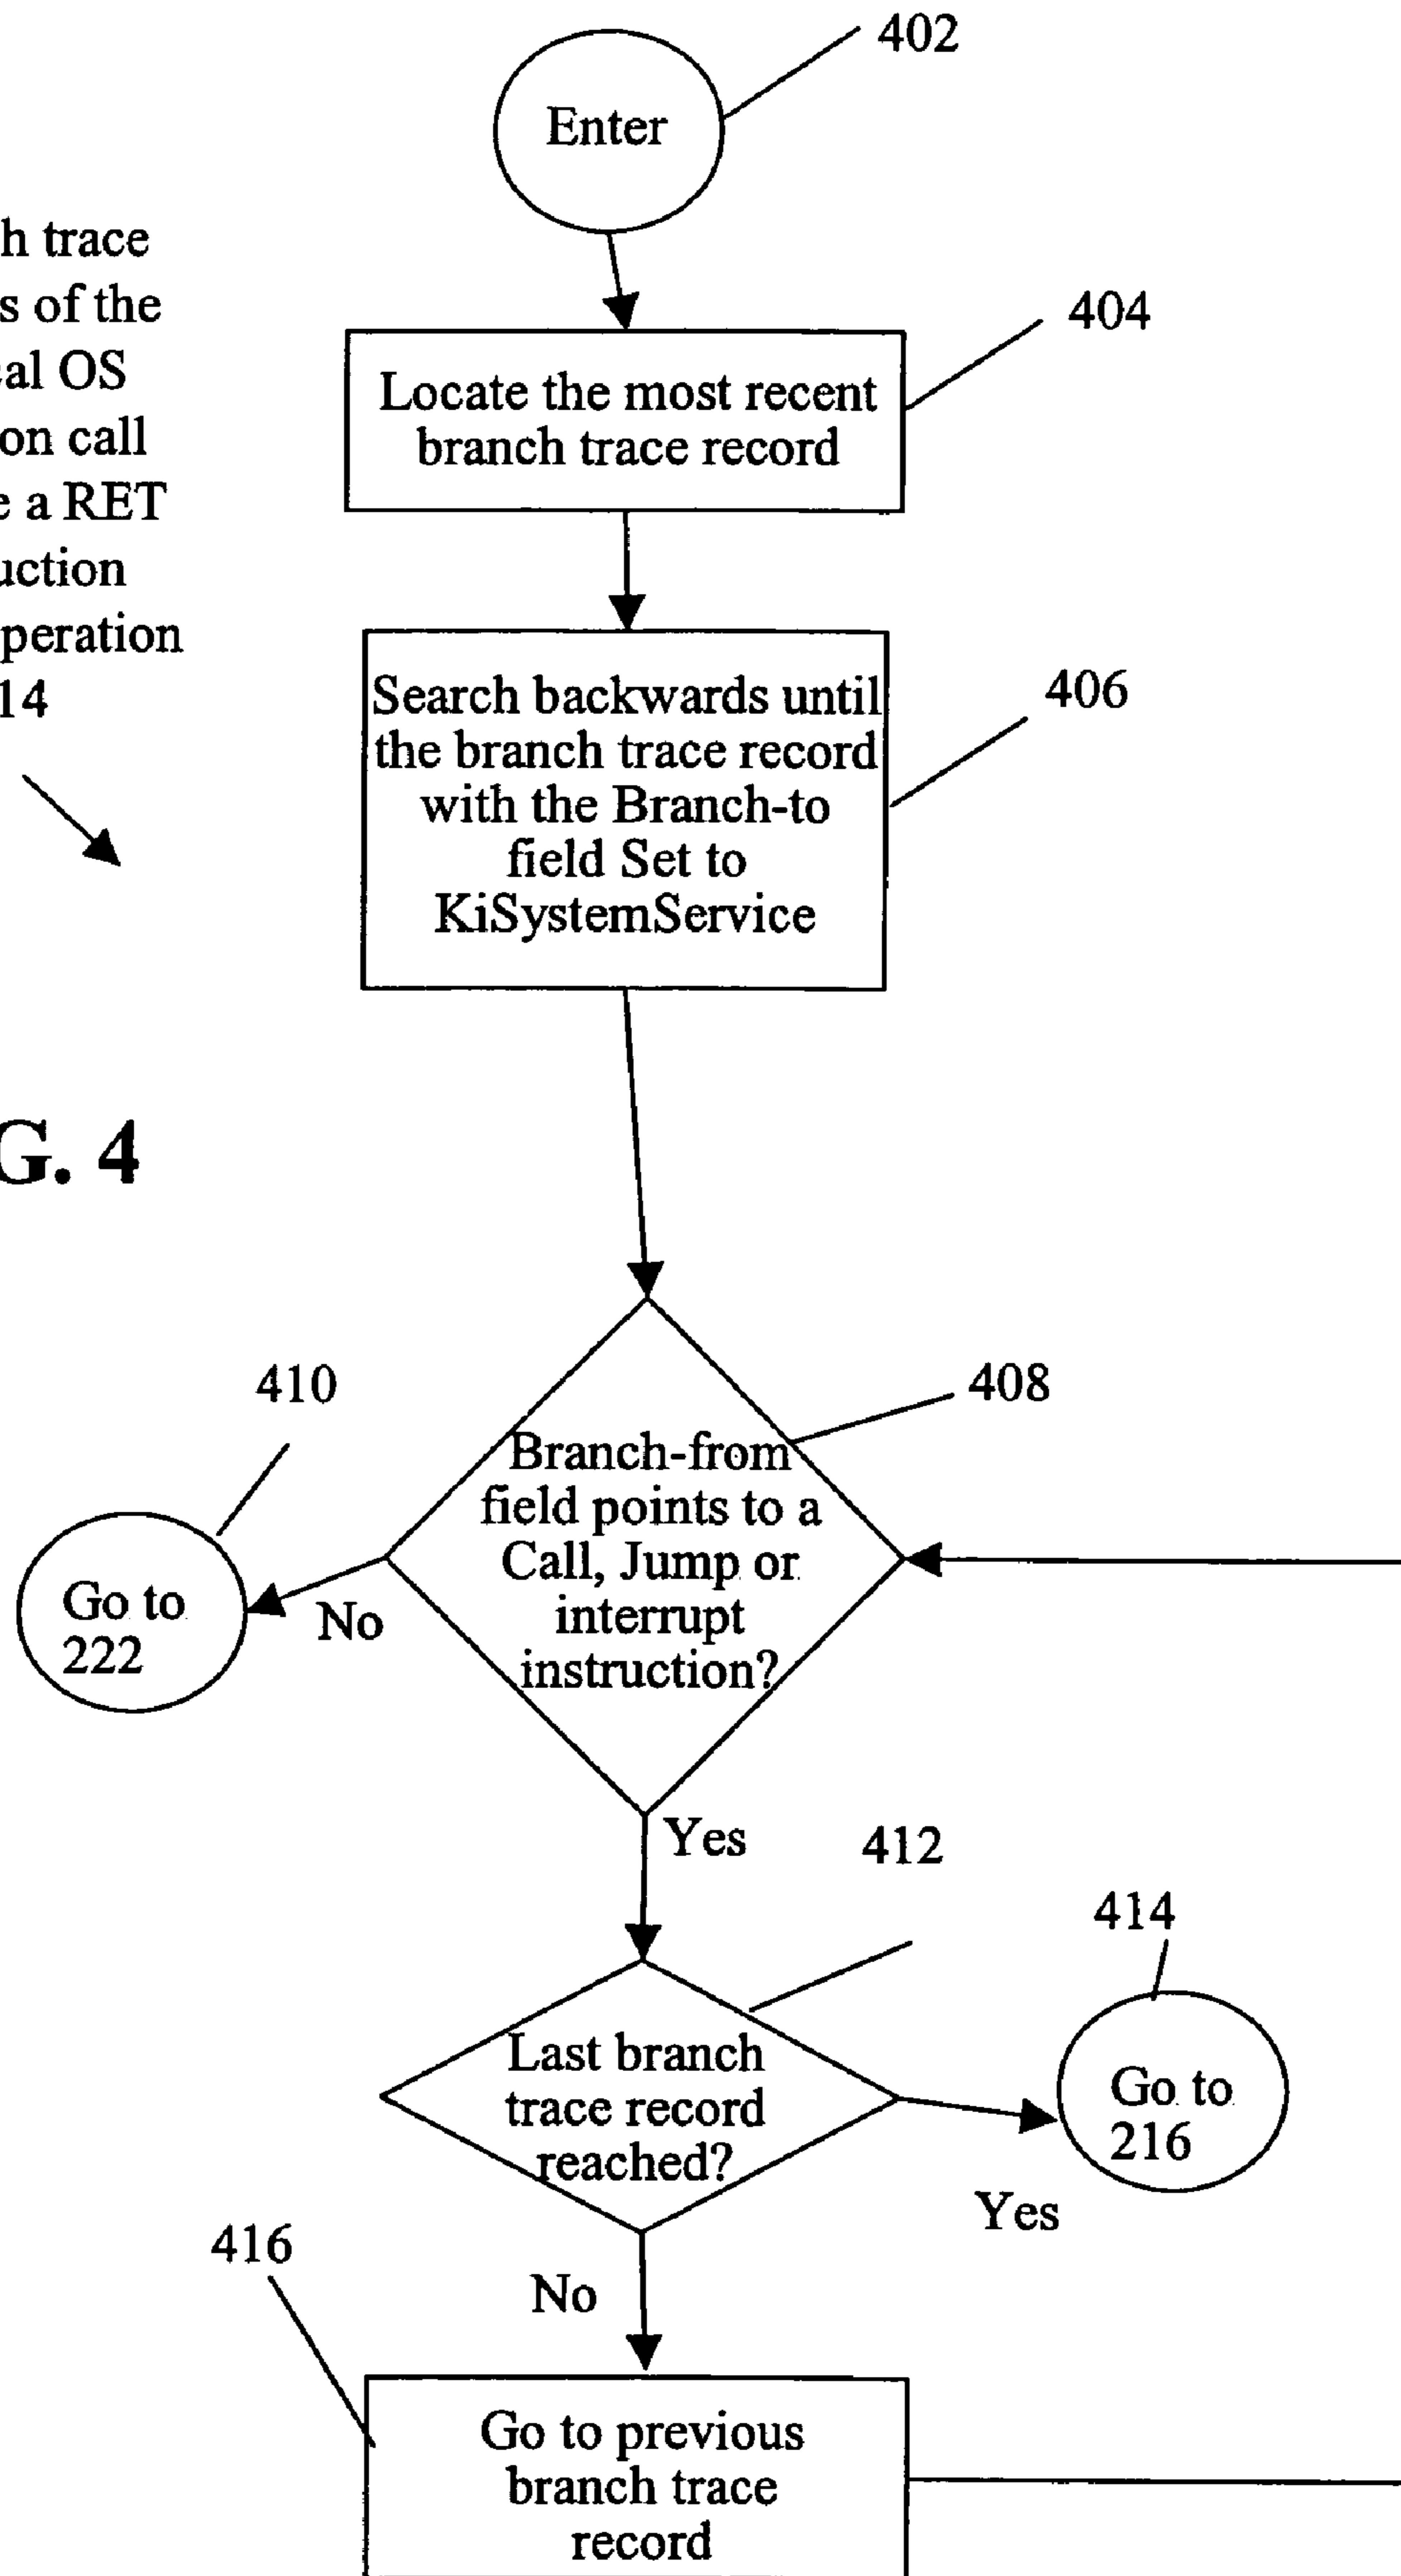 402
Enter
h trace
s of the
cal OS
on call
e a RET
uction
peration
14
404
Locate the most recent
branch trace record
406
Search backwards until
the branch trace record
with the Branch-to
field Set to
KiSystemService
G. 4
410
408
Branch-from
field points to a
Call, Jump or
interrupt
instruction?
Go to
222
No
Yes
412
414
Last branch
trace record
reached?
Go to
216
Yes
416
No
Go to previous
branch trace
record